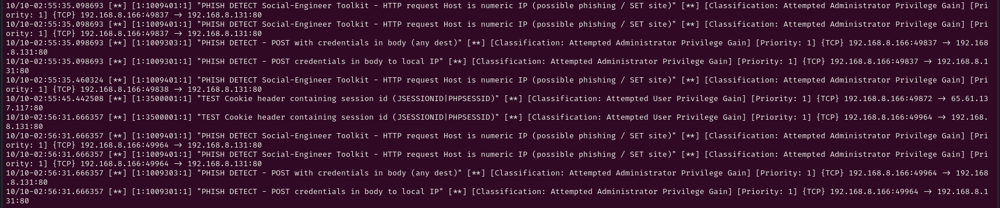 10/10-02:55:35.098693 [**] [1:1009401:1] "PHISH DETECT Social-Engineer Toolkit - HTTP request Host is numeric IP (possible phishing / SET site)" [**] [Classification: Attempted Administrator Privilege Gain] [Pri
ority: 1] {TCP} 192.168.8.166:49837 → 192.168.8.131:80
10/10-02:55:35.098693 [**] [1:1009401:1] "PHISH DETECT Social-Engineer Toolkit - HTTP request Host is numeric IP (possible phishing / SET site)" [**] [Classification: Attempted Administrator Privilege Gain] [Pri
ority: 1] {TCP} 192.168.8.166:49837 → 192.168.8.131:80
10/10-02:55:35.098693 [**] [1:1009303:1] "PHISH DETECT - POST with credentials in body (any dest)" [**] [Classification: Attempted Administrator Privilege Gain] [Priority: 1] {TCP} 192.168.8.166:49837 → 192.168
.8.131:80
10/10-02:55:35.098693 [**] [1:1009301:1] "PHISH DETECT - POST credentials in body to local IP" [**] [Classification: Attempted Administrator Privilege Gain] [Priority: 1] {TCP} 192.168.8.166:49837 → 192.168.8.1
31:80
10/10-02:55:35.460324 [**] [1:1009401:1] "PHISH DETECT Social-Engineer Toolkit - HTTP request Host is numeric IP (possible phishing / SET site)" [**] [Classification: Attempted Administrator Privilege Gain] [Pri
ority: 1] {TCP} 192.168.8.166:49838 → 192.168.8.131:80
10/10-02:55:45.442508 [**] [1:3500001:1] "TEST Cookie header containing session id (JSESSIONID|PHPSESSID)" [**] [Classification: Attempted User Privilege Gain] [Priority: 1] {TCP} 192.168.8.166:49872 → 65.61.13
7.117:80
10/10-02:56:31.666357 [**] [1:3500001:1] "TEST Cookie header containing session id (JSESSIONID|PHPSESSID)" [**] [Classification: Attempted User Privilege Gain] [Priority: 1] {TCP} 192.168.8.166:49964 → 192.168.
8.131:80
10/10-02:56:31.666357 [**] [1:1009401:1] "PHISH DETECT Social-Engineer Toolkit - HTTP request Host is numeric IP (possible phishing / SET site)" [**] [Classification: Attempted Administrator Privilege Gain] [Pri
ority: 1] {TCP} 192.168.8.166:49964 → 192.168.8.131:80
10/10-02:56:31.666357 [**] [1:1009401:1] "PHISH DETECT Social-Engineer Toolkit - HTTP request Host is numeric IP (possible phishing / SET site)" [**] [Classification: Attempted Administrator Privilege Gain] [Pri
ority: 1] {TCP} 192.168.8.166:49964 → 192.168.8.131:80
10/10-02:56:31.666357 [**] [1:1009303:1] "PHISH DETECT - POST with credentials in body (any dest)" [**] [Classification: Attempted Administrator Privilege Gain] [Priority: 1] {TCP} 192.168.8.166:49964 → 192.168
.8.131:80
10/10-02:56:31.666357 [**] [1:1009301:1] "PHISH DETECT - POST credentials in body to local IP" [**] [Classification: Attempted Administrator Privilege Gain] [Priority: 1] {TCP} 192.168.8.166:49964 → 192.168.8.1
31:80